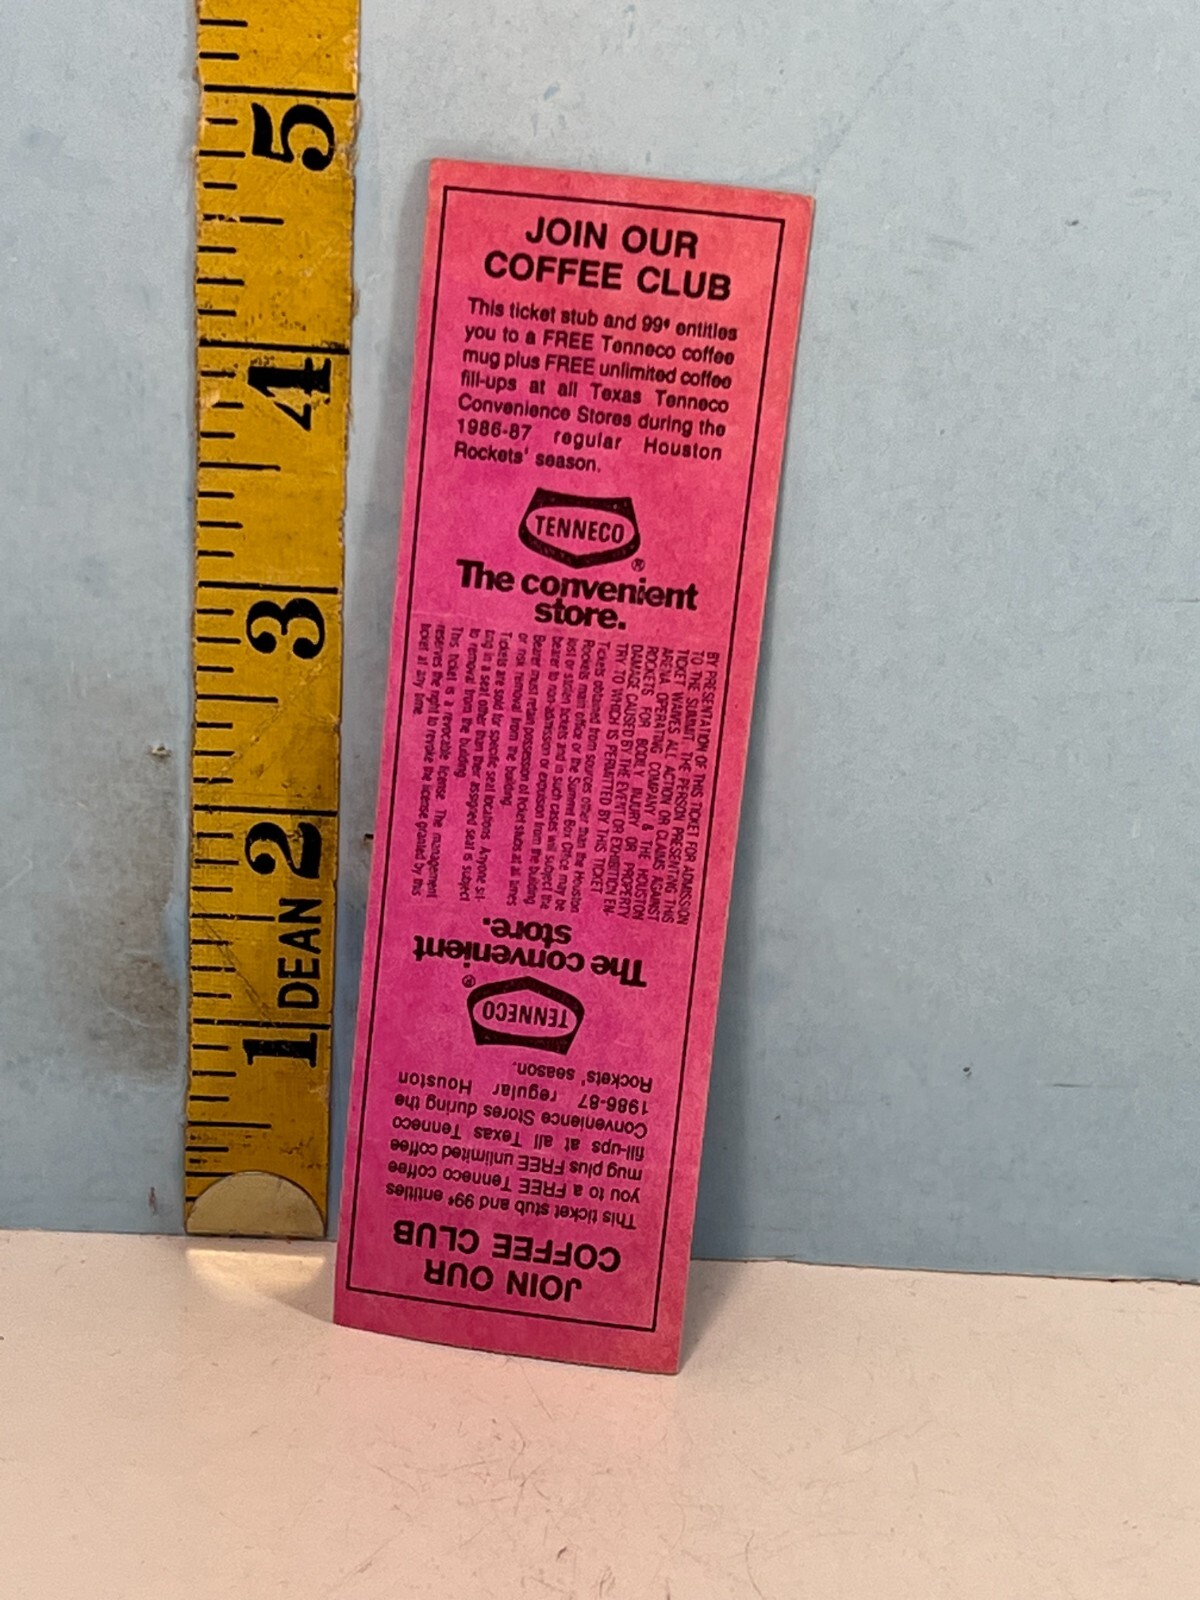 5
4
3
2
DEAN
1
JOIN OUR
COFFEE CLUB
This ticket stub and 99¢ entitles
you to a FREE Tenneco coffee
mug plus FREE unlimited coffee
fill-ups at all Texas Tenneco
Convenience Stores during the
1986-87 regular Houston
Rockets' season.
TENNECO
®
The convenient
store.
BY PRESENTATION OF THIS TICKET FOR ADMISSION
TO THE SUMMIT, THE PERSON PRESENTING THIS
TICKET WAIVES ALL ACTION OR CLAIMS AGAINST
ARENA OPERATING COMPANY & THE HOUSTON
ROCKETS FOR BODILY INJURY OR PROPERTY
DAMAGE CAUSED BY THE EVENT OR EXHIBITION EN-
TRY TO WHICH IS PERMITTED BY THIS TICKET
Tickets obtained from sources other than the Houston
Rockets main office or the Summit Box Office may be
lost or stolen tickets and in such cases will subject the
bearer to non-admission or expulsion from the building.
Bearer must retain possession of ticket stubs at all times
or risk removal from the building.
Tickets are sold for specific seat locations. Anyone sit-
ting in a seat other than their assigned seat is subject
to removal from the building.
This ticket is a revocable license. The management
reserves the right to revoke the license granted by this
ticket at any time.
JOIN OUR
COFFEE CLUB
This ticket stub and 99¢ entitles
you to a FREE Tenneco coffee
mug plus FREE unlimited coffee
fill-ups at all Texas Tenneco
Convenience Stores during the
1986-87 regular Houston
Rockets' season.
TENNECO
®
The convenient
store.